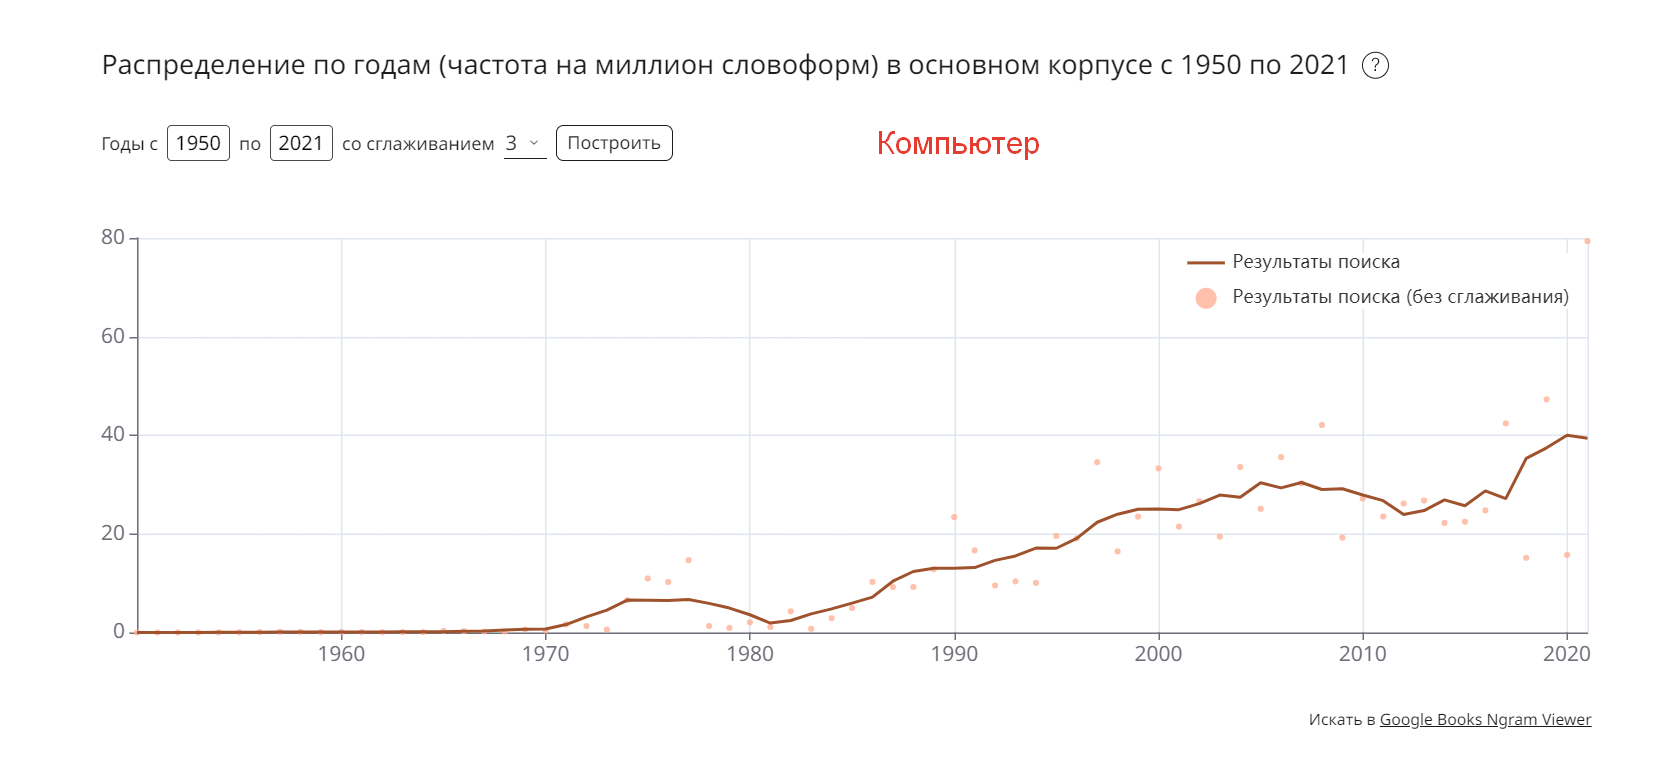 Распределение по годам (частота на миллион словоформ) в основном корпусе с 1950 по 2021 ?
Годы с 1950 по 2021 со сглаживанием 3 Построить
Компьютер
Результаты поиска
Результаты поиска (без сглаживания)
80
60
40
20
0
1960 1970 1980 1990 2000 2010 2020
Искать в Google Books Ngram Viewer